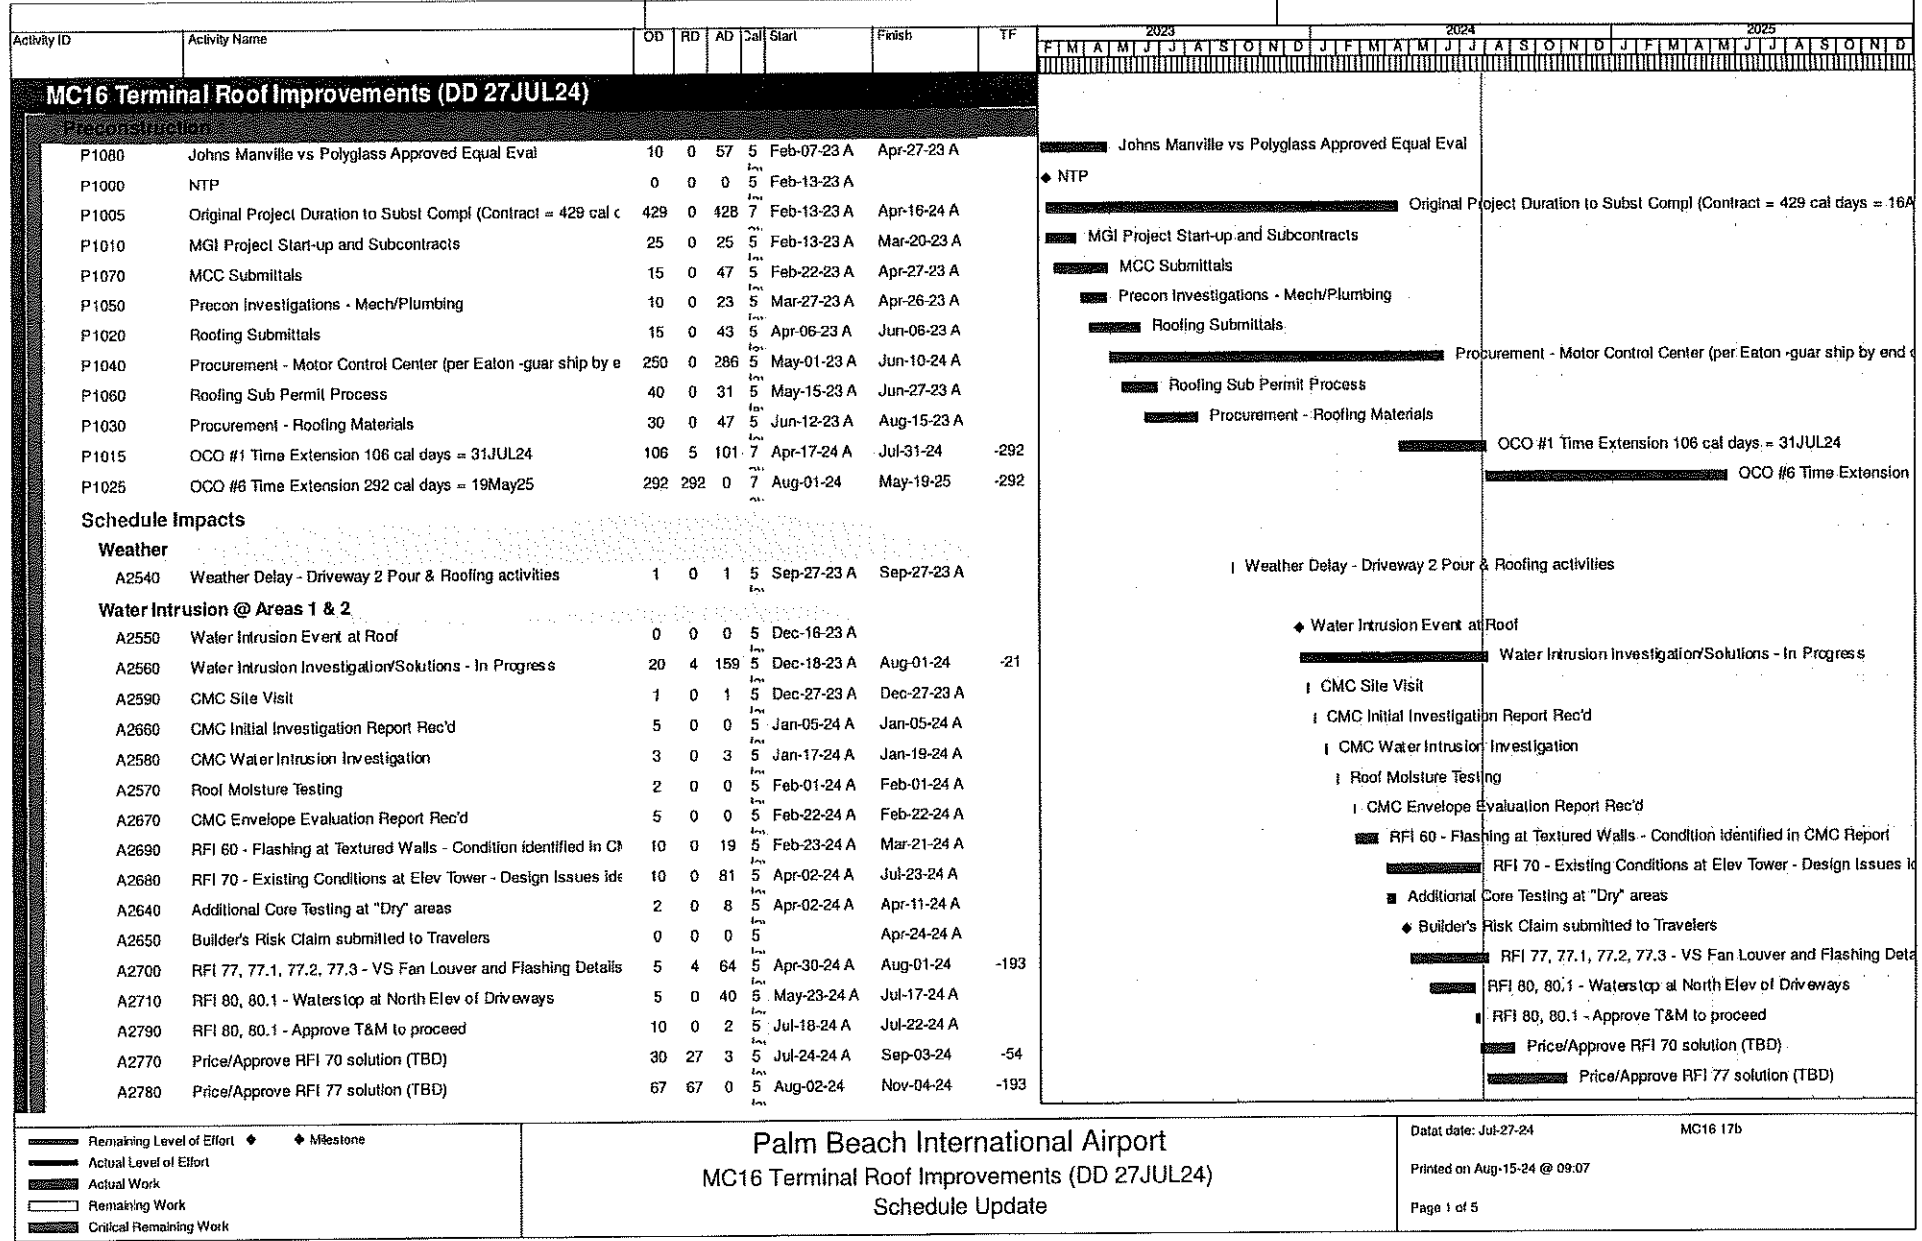 Activity ID Activity Name OD RD AD Cal Start Finish TF 2023 2024 2025
F M A M J J A S O N D J F M A M J J A S O N D J F M A M J J A S O N D
MC16 Terminal Roof Improvements (DD 27JUL24)
Preconstruction
P1080 Johns Manville vs Polyglass Approved Equal Eval 10 0 57 5 Feb-07-23 A Apr-27-23 A Johns Manville vs Polyglass Approved Equal Eval
P1000 NTP 0 0 0 5 Feb-13-23 A NTP
P1005 Original Project Duration to Subst Compl (Contract = 429 cal c 429 0 428 7 Feb-13-23 A Apr-16-24 A Original Project Duration to Subst Compl (Contract = 429 cal days = 16A
P1010 MGI Project Start-up and Subcontracts 25 0 25 5 Feb-13-23 A Mar-20-23 A MGI Project Start-up and Subcontracts
P1070 MCC Submittals 15 0 47 5 Feb-22-23 A Apr-27-23 A MCC Submittals
P1050 Precon Investigations - Mech/Plumbing 10 0 23 5 Mar-27-23 A Apr-26-23 A Precon Investigations - Mech/Plumbing
P1020 Roofing Submittals 15 0 43 5 Apr-06-23 A Jun-06-23 A Roofing Submittals
P1040 Procurement - Motor Control Center (per Eaton -guar ship by e 250 0 286 5 May-01-23 A Jun-10-24 A Procurement - Motor Control Center (per Eaton -guar ship by end
P1060 Roofing Sub Permit Process 40 0 31 5 May-15-23 A Jun-27-23 A Roofing Sub Permit Process
P1030 Procurement - Roofing Materials 30 0 47 5 Jun-12-23 A Aug-15-23 A Procurement - Roofing Materials
P1015 OCO #1 Time Extension 106 cal days = 31JUL24 106 5 101 7 Apr-17-24 A Jul-31-24 -292 OCO #1 Time Extension 106 cal days = 31JUL24
P1025 OCO #6 Time Extension 292 cal days = 19May25 292 292 0 7 Aug-01-24 May-19-25 -292 OCO #6 Time Extension
Schedule Impacts
Weather
A2540 Weather Delay - Driveway 2 Pour & Roofing activities 1 0 1 5 Sep-27-23 A Sep-27-23 A Weather Delay - Driveway 2 Pour & Roofing activities
Water Intrusion @ Areas 1 & 2
A2550 Water Intrusion Event at Roof 0 0 0 5 Dec-16-23 A Water Intrusion Event at Roof
A2560 Water Intrusion Investigation/Solutions - In Progress 20 4 159 5 Dec-18-23 A Aug-01-24 -21 Water Intrusion Investigation/Solutions - In Progress
A2590 CMC Site Visit 1 0 1 5 Dec-27-23 A Dec-27-23 A CMC Site Visit
A2660 CMC Initial Investigation Report Rec'd 5 0 0 5 Jan-05-24 A Jan-05-24 A CMC Initial Investigation Report Rec'd
A2580 CMC Water Intrusion Investigation 3 0 3 5 Jan-17-24 A Jan-19-24 A CMC Water Intrusion Investigation
A2570 Roof Moisture Testing 2 0 0 5 Feb-01-24 A Feb-01-24 A Roof Moisture Testing
A2670 CMC Envelope Evaluation Report Rec'd 5 0 0 5 Feb-22-24 A Feb-22-24 A CMC Envelope Evaluation Report Rec'd
A2690 RFI 60 - Flashing at Textured Walls - Condition identified in CM 10 0 19 5 Feb-23-24 A Mar-21-24 A RFI 60 - Flashing at Textured Walls - Condition identified in CMC Report
A2680 RFI 70 - Existing Conditions at Elev Tower - Design Issues ide 10 0 81 5 Apr-02-24 A Jul-23-24 A RFI 70 - Existing Conditions at Elev Tower - Design Issues id
A2640 Additional Core Testing at "Dry" areas 2 0 8 5 Apr-02-24 A Apr-11-24 A Additional Core Testing at "Dry" areas
A2650 Builder's Risk Claim submitted to Travelers 0 0 0 5 Apr-24-24 A Builder's Risk Claim submitted to Travelers
A2700 RFI 77, 77.1, 77.2, 77.3 - VS Fan Louver and Flashing Details 5 4 64 5 Apr-30-24 A Aug-01-24 -193 RFI 77, 77.1, 77.2, 77.3 - VS Fan Louver and Flashing Deta
A2710 RFI 80, 80.1 - Waterstop at North Elev of Driveways 5 0 40 5 May-23-24 A Jul-17-24 A RFI 80, 80.1 - Waterstop at North Elev of Driveways
A2790 RFI 80, 80.1 - Approve T&M to proceed 10 0 2 5 Jul-18-24 A Jul-22-24 A RFI 80, 80.1 - Approve T&M to proceed
A2770 Price/Approve RFI 70 solution (TBD) 30 27 3 5 Jul-24-24 A Sep-03-24 -54 Price/Approve RFI 70 solution (TBD)
A2780 Price/Approve RFI 77 solution (TBD) 67 67 0 5 Aug-02-24 Nov-04-24 -193 Price/Approve RFI 77 solution (TBD)
Remaining Level of Effort Milestone
Actual Level of Effort
Actual Work
Remaining Work
Critical Remaining Work
Palm Beach International Airport
MC16 Terminal Roof Improvements (DD 27JUL24)
Schedule Update
Datat date: Jul-27-24 MC16 17b
Printed on Aug-15-24 @ 09:07
Page 1 of 5